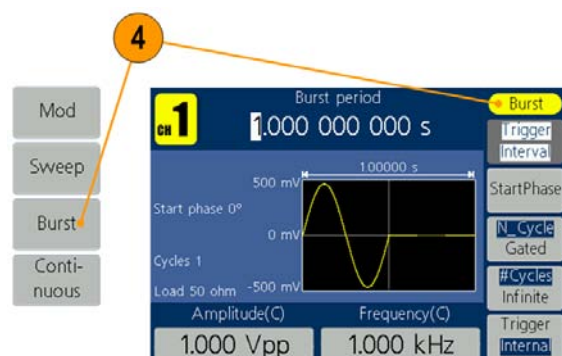 4
Mod
Sweep
Burst
Conti-
nuous
CH 1
Burst period
1.000 000 000 s
1.00000 s
500 mV
0 mV
-500 mV
Start phase 0°
Cycles 1
Load 50 ohm
Amplitude(C)
1.000 Vpp
Frequency(C)
1.000 kHz
Burst
Trigger
Interval
StartPhase
N_Cycle
Gated
#Cycles
Infinite
Trigger
Internal